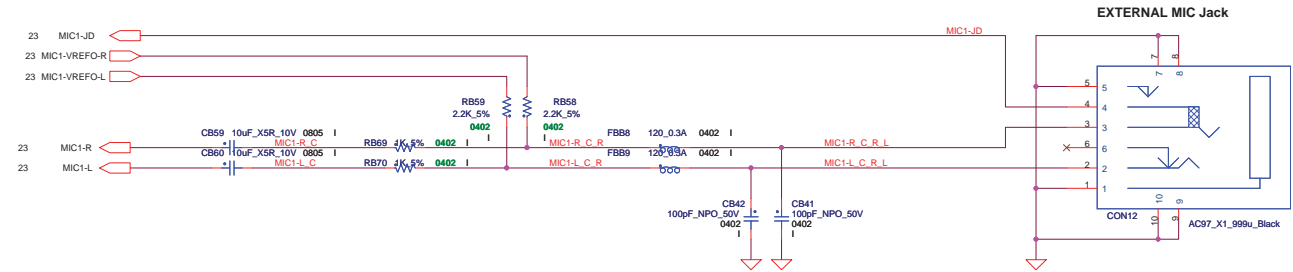 EXTERNAL MIC Jack
23 MIC1-JD
MIC1-JD
23 MIC1-VREFO-R
23 MIC1-VREFO-L
7
8
7
8
5
5
4
4
3
3
6
6
2
2
1
1
10
9
10
9
RB59
2.2K_5%
0402
I
RB58
2.2K_5%
0402
I
CB59 10uF_X5R_10V 0805 I
23 MIC1-R
MIC1-R_C
RB69 1K_5% 0402 I
MIC1-R_C_R
FBB8 120_0.3A 0402 I
MIC1-R_C_R_L
CB60 10uF_X5R_10V 0805 I
23 MIC1-L
MIC1-L_C
RB70 1K_5% 0402 I
MIC1-L_C_R
FBB9 120_0.3A 0402 I
MIC1-L_C_R_L
CB42
100pF_NPO_50V
0402
I
CB41
100pF_NPO_50V
0402
I
CON12
AC97_X1_999u_Black